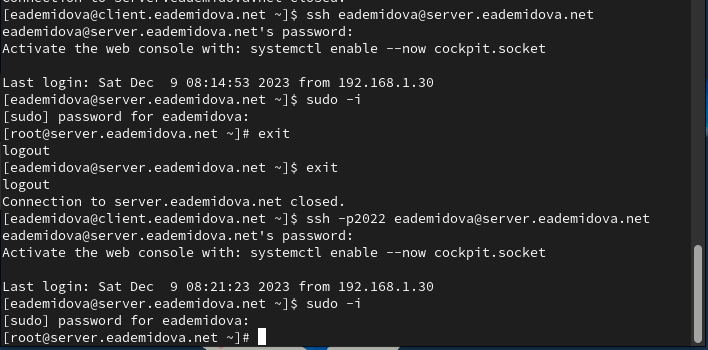 Connection to server.eademidova.net closed.
[eademidova@client.eademidova.net ~]$ ssh eademidova@server.eademidova.net
eademidova@server.eademidova.net's password:
Activate the web console with: systemctl enable --now cockpit.socket
Last login: Sat Dec  9 08:14:53 2023 from 192.168.1.30
[eademidova@server.eademidova.net ~]$ sudo -i
[sudo] password for eademidova:
[root@server.eademidova.net ~]# exit
logout
[eademidova@server.eademidova.net ~]$ exit
logout
Connection to server.eademidova.net closed.
[eademidova@client.eademidova.net ~]$ ssh -p2022 eademidova@server.eademidova.net
eademidova@server.eademidova.net's password:
Activate the web console with: systemctl enable --now cockpit.socket
Last login: Sat Dec  9 08:21:23 2023 from 192.168.1.30
[eademidova@server.eademidova.net ~]$ sudo -i
[sudo] password for eademidova:
[root@server.eademidova.net ~]#